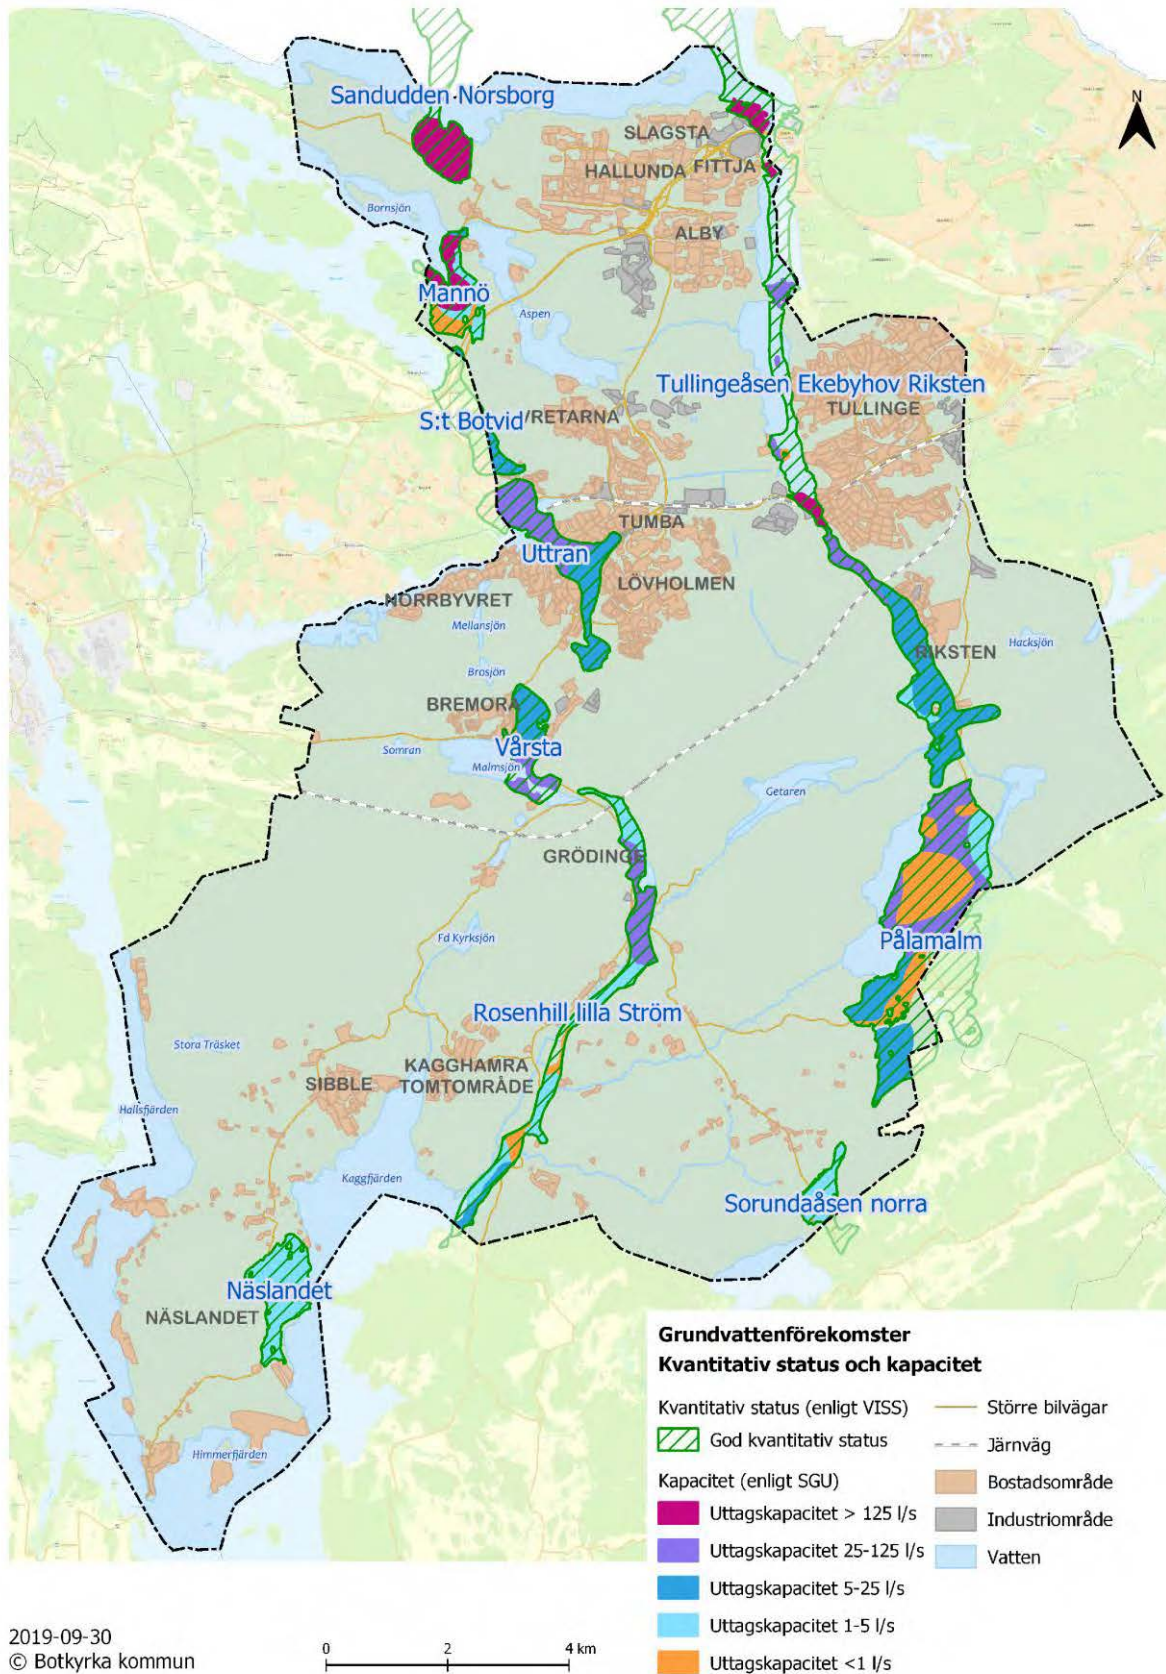 N
Sandudden Norsborg
SLAGSTA
HALLUNDA
FITTJA
Bornsjön
ALBY
Mannö
Aspen
Tullingeåsen Ekebyhov Riksten
TULLINGE
S:t Botvid
VRETARNA
TUMBA
Uttran
LÖVHOLMEN
NORRBYVRET
Mellansjön
RIKSTEN
Hacksjön
Brosjön
BREMORA
Somran
Vårsta
Malmsjön
Getaren
GRÖDINGE
Fd Kyrksjön
Pålamalm
Rosenhill lilla Ström
Stora Träsket
KAGGHAMRA
TOMTOMRÅDE
SIBBLE
Hallsfjärden
Kaggfjärden
Sorundaåsen norra
Näslandet
NÄSLANDET
Himmerfjärden
Grundvattenförekomster
Kvantitativ status och kapacitet
Kvantitativ status (enligt VISS)
God kvantitativ status
Kapacitet (enligt SGU)
Uttagskapacitet > 125 l/s
Uttagskapacitet 25-125 l/s
Uttagskapacitet 5-25 l/s
Uttagskapacitet 1-5 l/s
Uttagskapacitet <1 l/s
Större bilvägar
Järnväg
Bostadsområde
Industriområde
Vatten
2019-09-30
© Botkyrka kommun
0 2 4 km